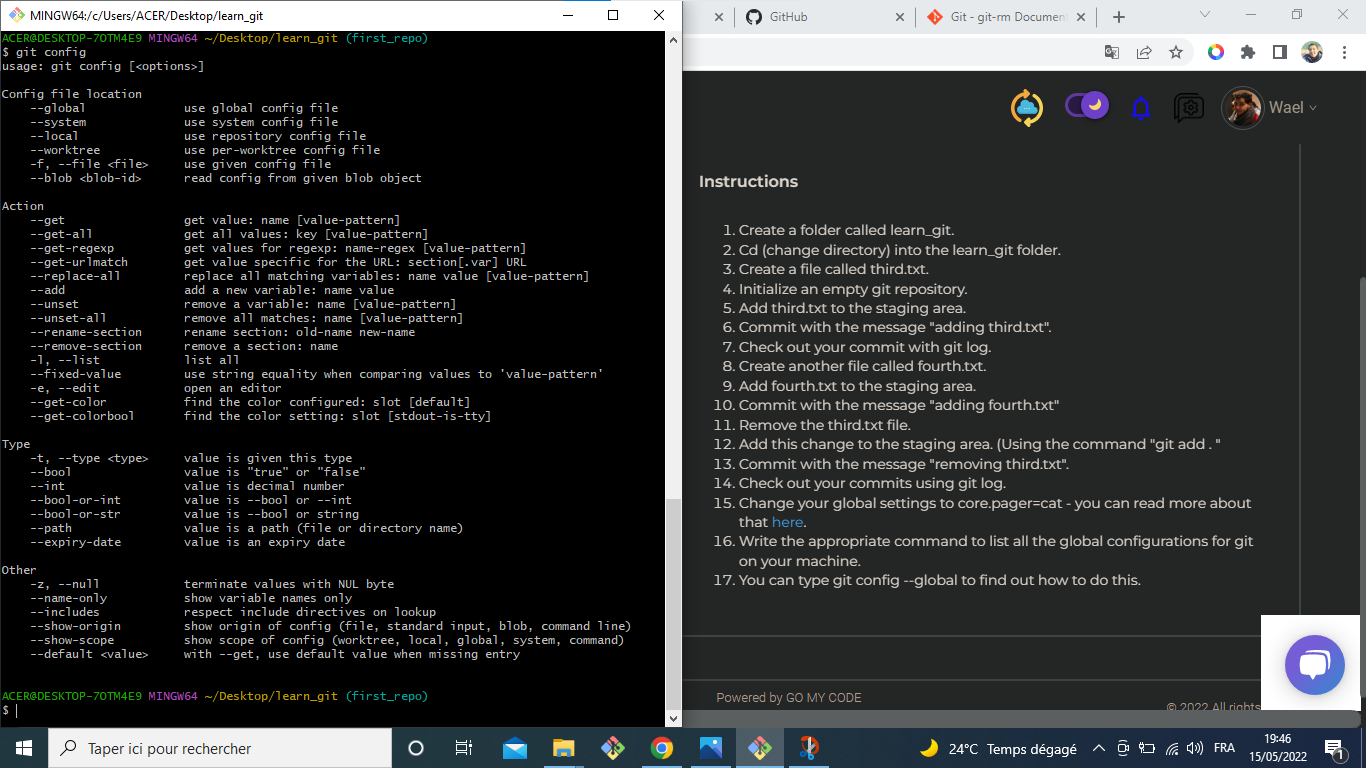 MINGW64:/c/Users/ACER/Desktop/learn_git
ACER@DESKTOP-7OTM4E9 MINGW64 ~/Desktop/learn_git (first_repo)
$ git config
usage: git config [<options>]
Config file location
--global use global config file
--system use system config file
--local use repository config file
--worktree use per-worktree config file
-f, --file <file> use given config file
--blob <blob-id> read config from given blob object
Action
--get get value: name [value-pattern]
--get-all get all values: key [value-pattern]
--get-regexp get values for regexp: name-regex [value-pattern]
--get-urlmatch get value specific for the URL: section[.var] URL
--replace-all replace all matching variables: name value [value-pattern]
--add add a new variable: name value
--unset remove a variable: name [value-pattern]
--unset-all remove all matches: name [value-pattern]
--rename-section rename section: old-name new-name
--remove-section remove a section: name
-l, --list list all
--fixed-value use string equality when comparing values to 'value-pattern'
-e, --edit open an editor
--get-color find the color configured: slot [default]
--get-colorbool find the color setting: slot [stdout-is-tty]
Type
-t, --type <type> value is given this type
--bool value is "true" or "false"
--int value is decimal number
--bool-or-int value is --bool or --int
--bool-or-str value is --bool or string
--path value is a path (file or directory name)
--expiry-date value is an expiry date
Other
-z, --null terminate values with NUL byte
--name-only show variable names only
--includes respect include directives on lookup
--show-origin show origin of config (file, standard input, blob, command line)
--show-scope show scope of config (worktree, local, global, system, command)
--default <value> with --get, use default value when missing entry
ACER@DESKTOP-7OTM4E9 MINGW64 ~/Desktop/learn_git (first_repo)
$
GitHub
Git - git-rm Document
Wael
Instructions
1. Create a folder called learn_git.
2. Cd (change directory) into the learn_git folder.
3. Create a file called third.txt.
4. Initialize an empty git repository.
5. Add third.txt to the staging area.
6. Commit with the message "adding third.txt".
7. Check out your commit with git log.
8. Create another file called fourth.txt.
9. Add fourth.txt to the staging area.
10. Commit with the message "adding fourth.txt"
11. Remove the third.txt file.
12. Add this change to the staging area. (Using the command "git add . "
13. Commit with the message "removing third.txt".
14. Check out your commits using git log.
15. Change your global settings to core.pager=cat - you can read more about
that here.
16. Write the appropriate command to list all the global configurations for git
on your machine.
17. You can type git config --global to find out how to do this.
Powered by GO MY CODE
© 2022 All rights
Taper ici pour rechercher
24°C Temps dégagé
FRA
19:46
15/05/2022
1